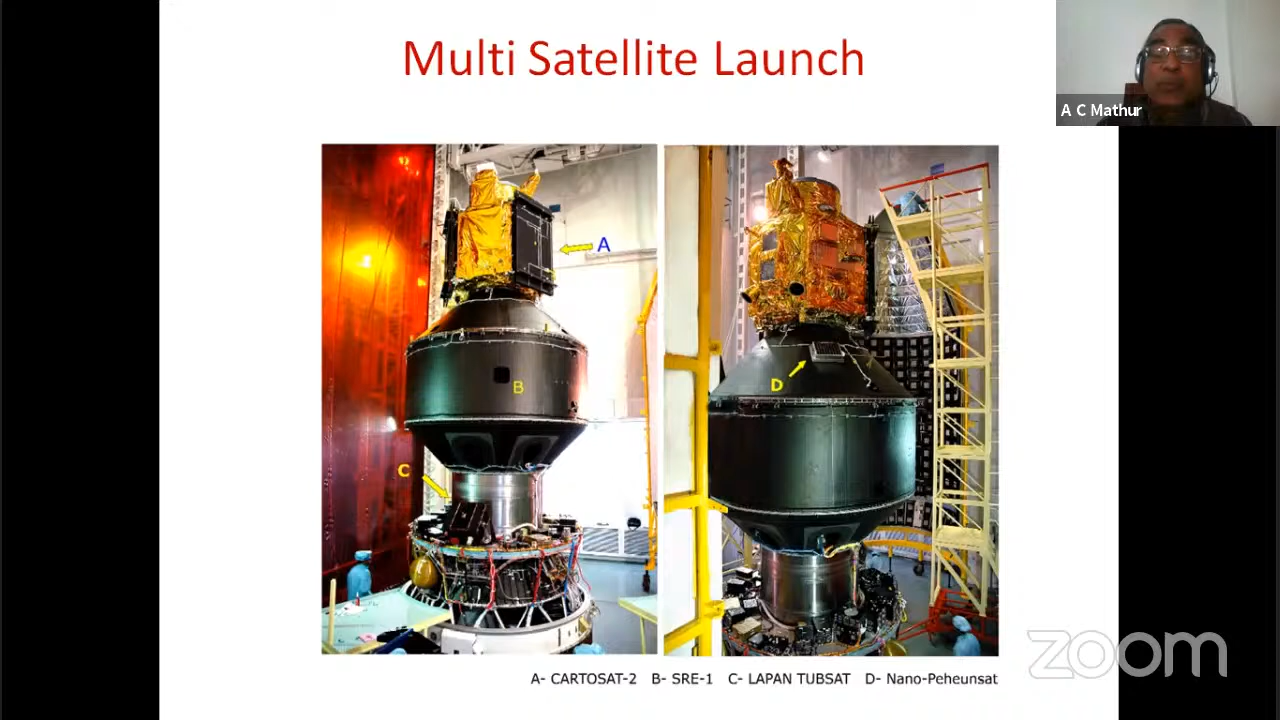 Multi Satellite Launch
A C Mathur
A
B
C
D
A- CARTOSAT-2 B- SRE-1 C- LAPAN TUBSAT D- Nano-Peheunsat
zoom